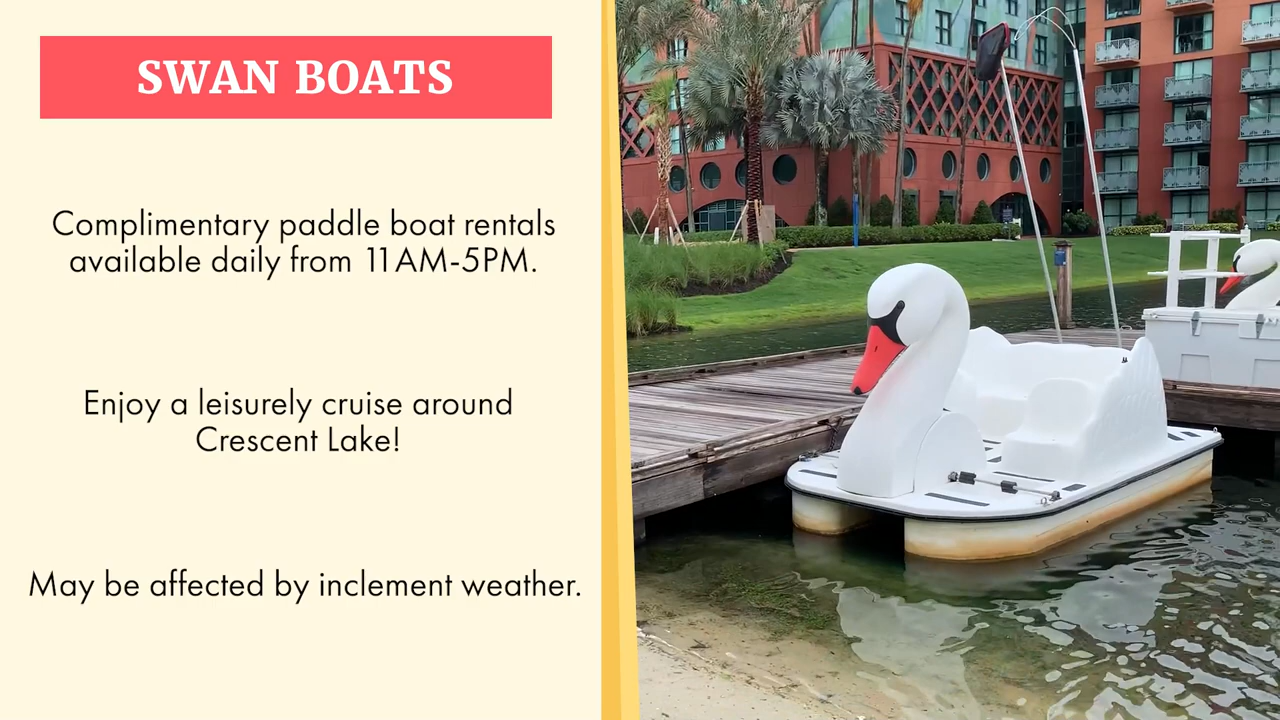 SWAN BOATS
Complimentary paddle boat rentals
available daily from 11AM-5PM.
Enjoy a leisurely cruise around
Crescent Lake!
May be affected by inclement weather.